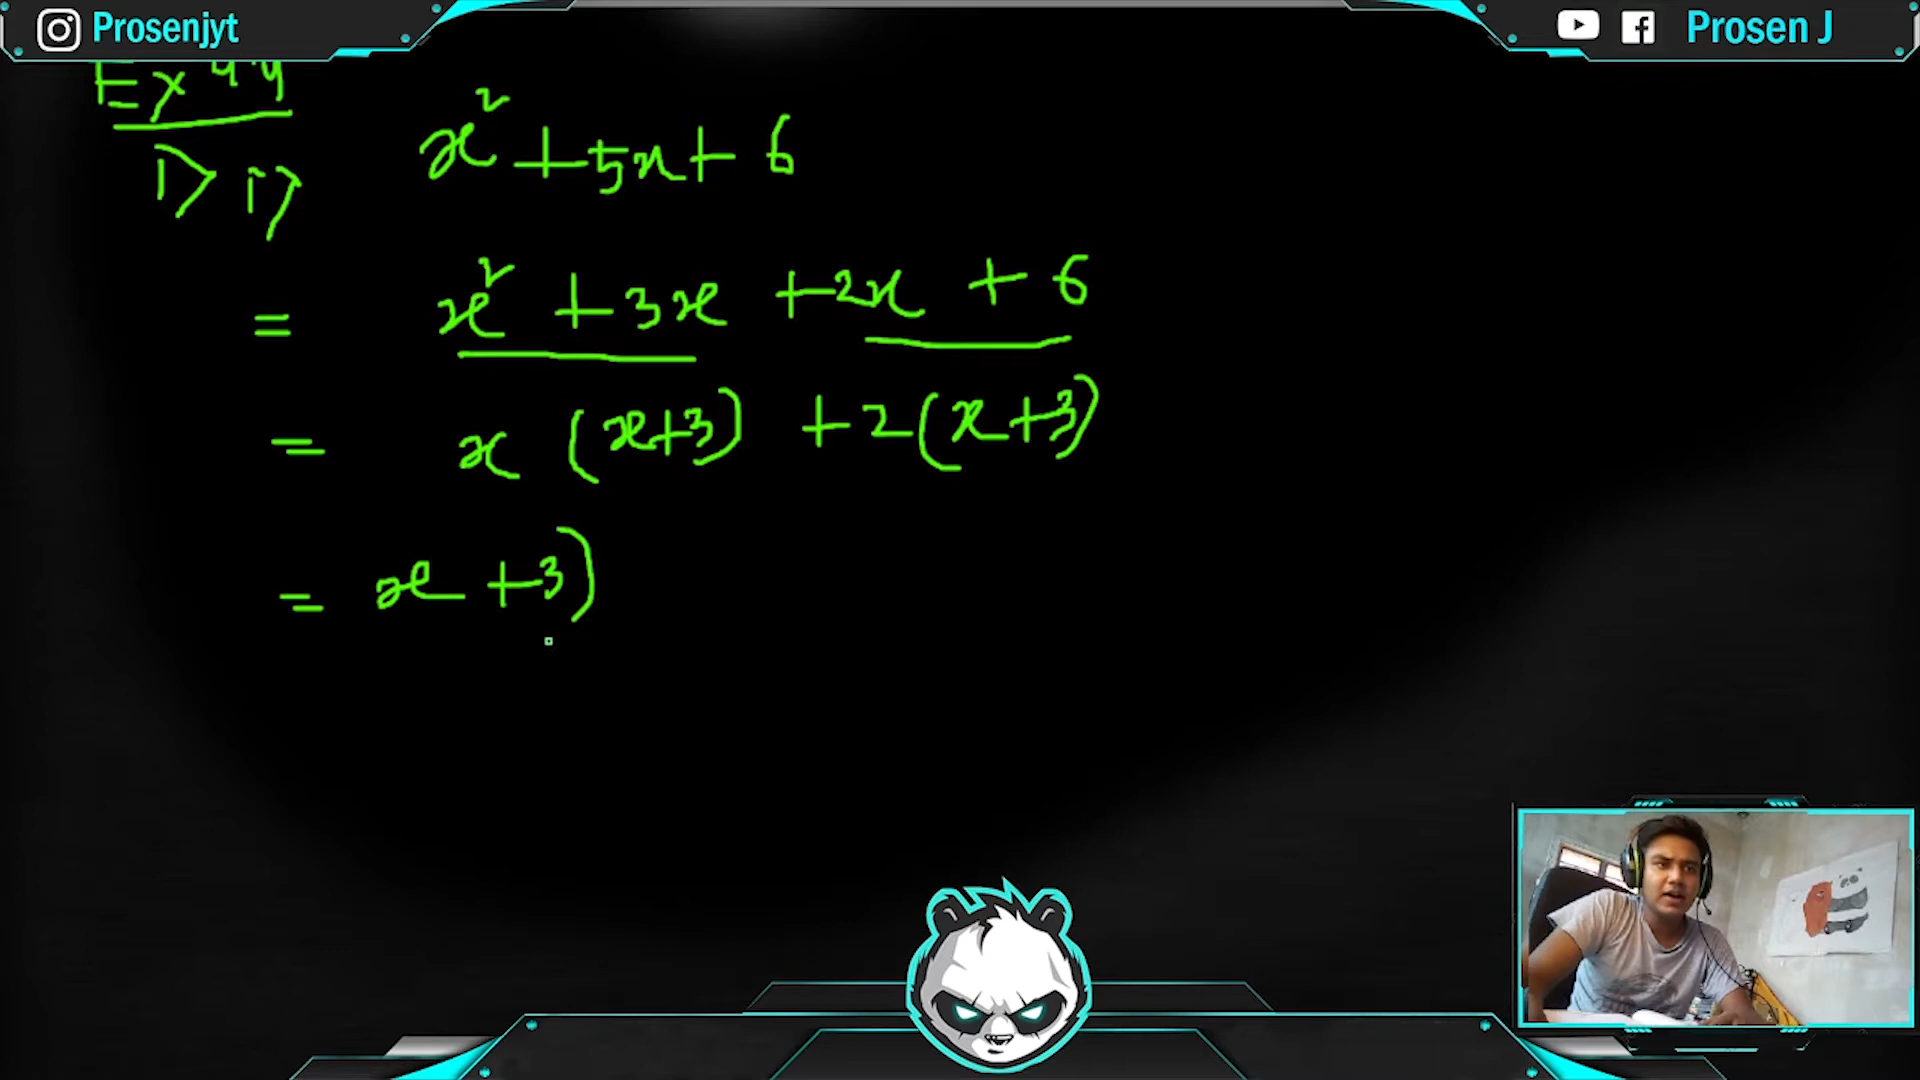 Prosenjyt
Prosen J
Ex 4.4
1> i>
x² + 5x + 6
= x² + 3x + 2x + 6
= x (x+3) + 2(x+3)
= x + 3)